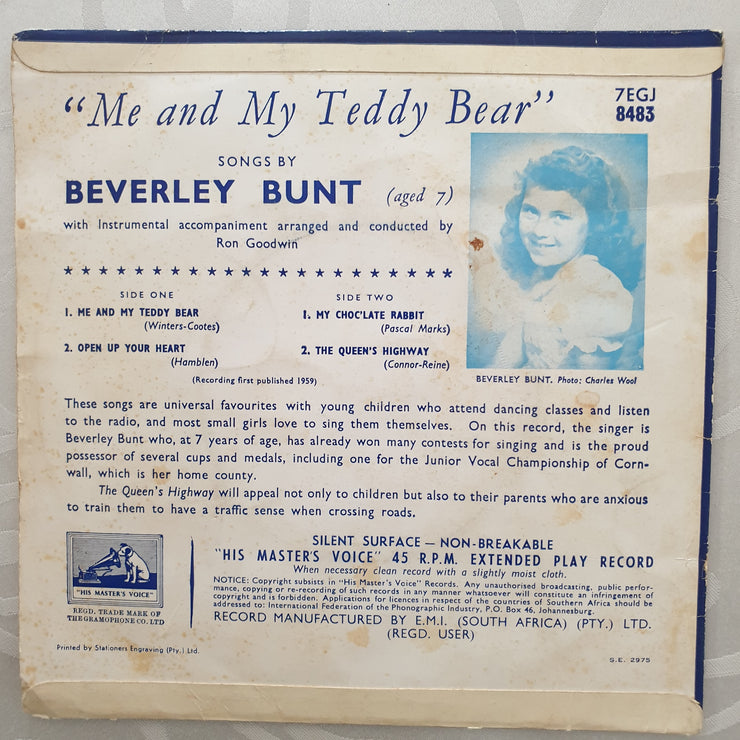 "Me and My Teddy Bear"
7EGJ
8483
SONGS BY
BEVERLEY BUNT (aged 7)
with Instrumental accompaniment arranged and conducted by
Ron Goodwin
SIDE ONE
1. ME AND MY TEDDY BEAR
(Winters-Coates)
2. OPEN UP YOUR HEART
(Hamblen)
SIDE TWO
1. MY CHOC'LATE RABBIT
(Pascal Marks)
2. THE QUEEN'S HIGHWAY
(Connor-Reine)
(Recording first published 1959)
BEVERLEY BUNT. Photo: Charles Wool
These songs are universal favourites with young children who attend dancing classes and listen
to the radio, and most small girls love to sing them themselves. On this record, the singer is
Beverley Bunt who, at 7 years of age, has already won many contests for singing and is the proud
possessor of several cups and medals, including one for the Junior Vocal Championship of Corn-
wall, which is her home county.
The Queen's Highway will appeal not only to children but also to their parents who are anxious
to train them to have a traffic sense when crossing roads.
"HIS MASTER'S VOICE"
REGD. TRADE MARK OF
THE GRAMOPHONE CO. LTD
SILENT SURFACE — NON-BREAKABLE
"HIS MASTER'S VOICE" 45 R.P.M. EXTENDED PLAY RECORD
When necessary clean record with a slightly moist cloth.
NOTICE: Copyright subsists in "His Master's Voice" Records. Any unauthorised broadcasting, public perfor-
mance, copying or re-recording of such records in any manner whatsoever will constitute an infringement of
copyright and is forbidden. Applications for licences in respect of the countries of Southern Africa should be
addressed to: International Federation of the Phonographic Industry, P.O. Box 46, Johannesburg.
RECORD MANUFACTURED BY E.M.I. (SOUTH AFRICA) (PTY.) LTD.
(REGD. USER)
Printed by Stationers Engraving (Pty.) Ltd.
S.E. 2975